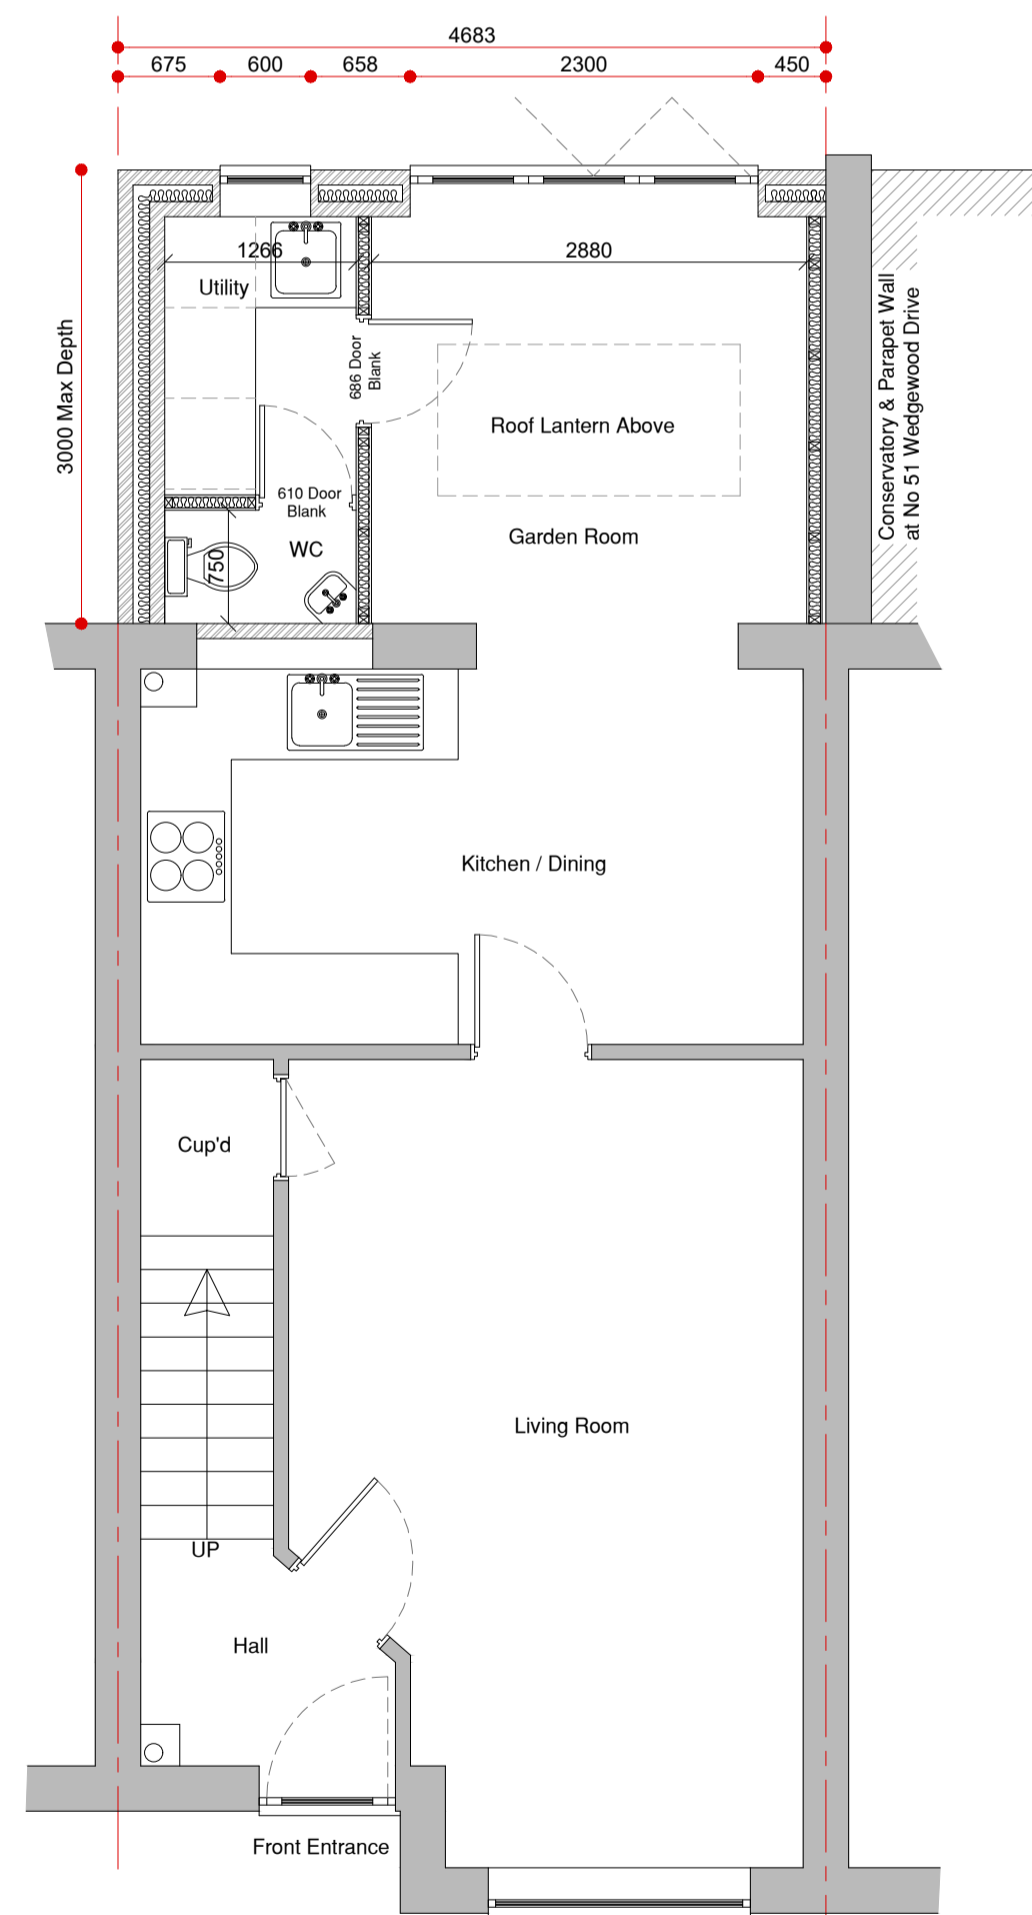 4683
675 600 658 2300 450
1266
2880
Utility
3000 Max Depth
686 Door
Blank
Roof Lantern Above
Conservatory & Parapet Wall
at No 51 Wedgewood Drive
610 Door
Blank
Garden Room
WC
750
Kitchen / Dining
Cup'd
Living Room
UP
Hall
Front Entrance